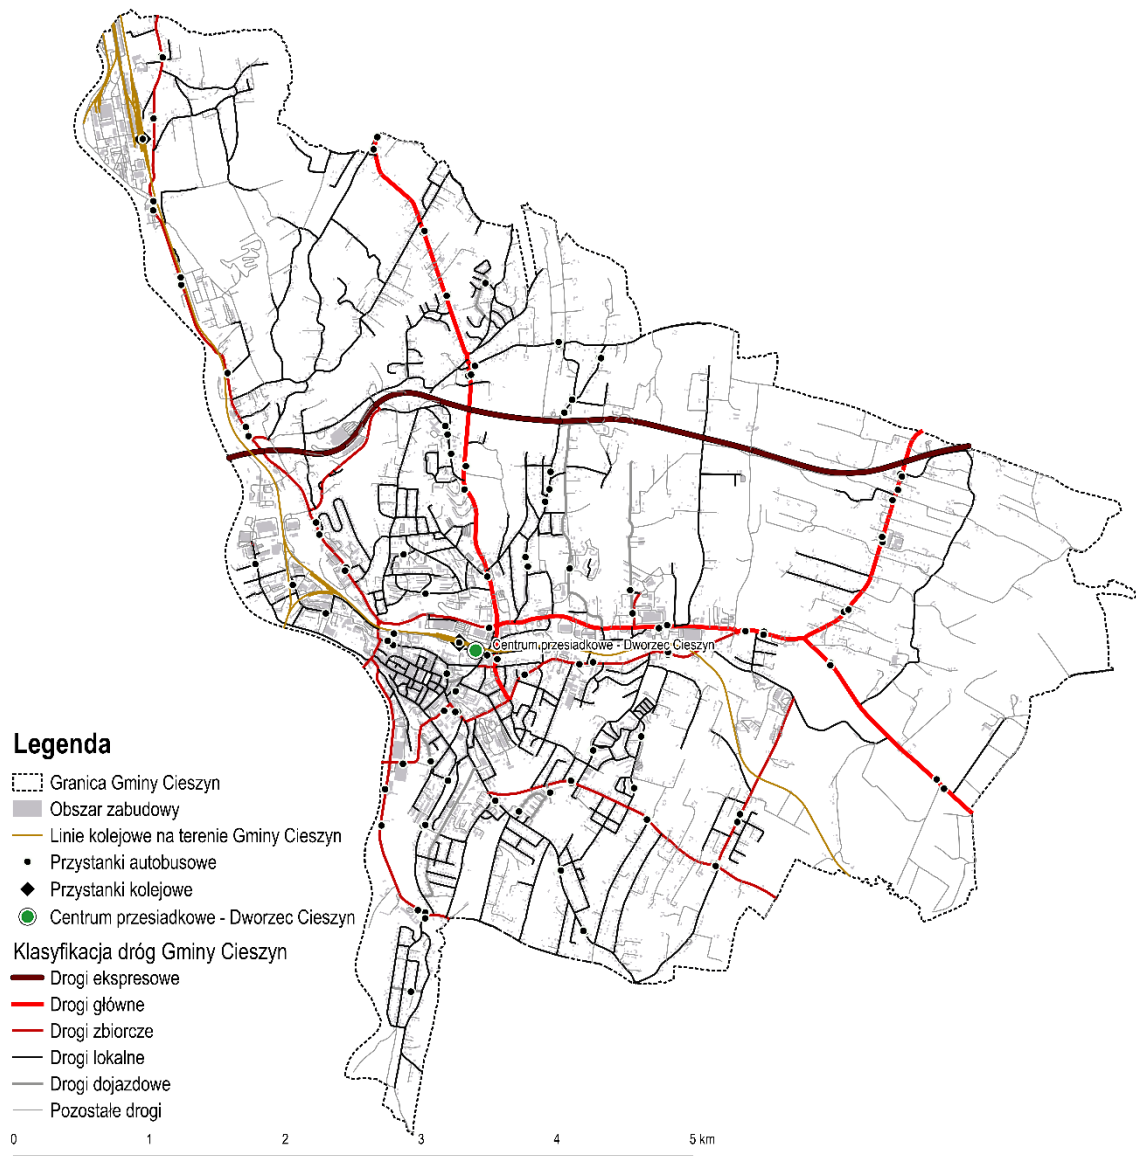 Centrum przesiadkowe - Dworzec Cieszyn
Legenda
Granica Gminy Cieszyn
Obszar zabudowy
Linie kolejowe na terenie Gminy Cieszyn
Przystanki autobusowe
Przystanki kolejowe
Centrum przesiadkowe - Dworzec Cieszyn
Klasyfikacja dróg Gminy Cieszyn
Drogi ekspresowe
Drogi główne
Drogi zbiorcze
Drogi lokalne
Drogi dojazdowe
Pozostałe drogi
0 1 2 3 4 5 km